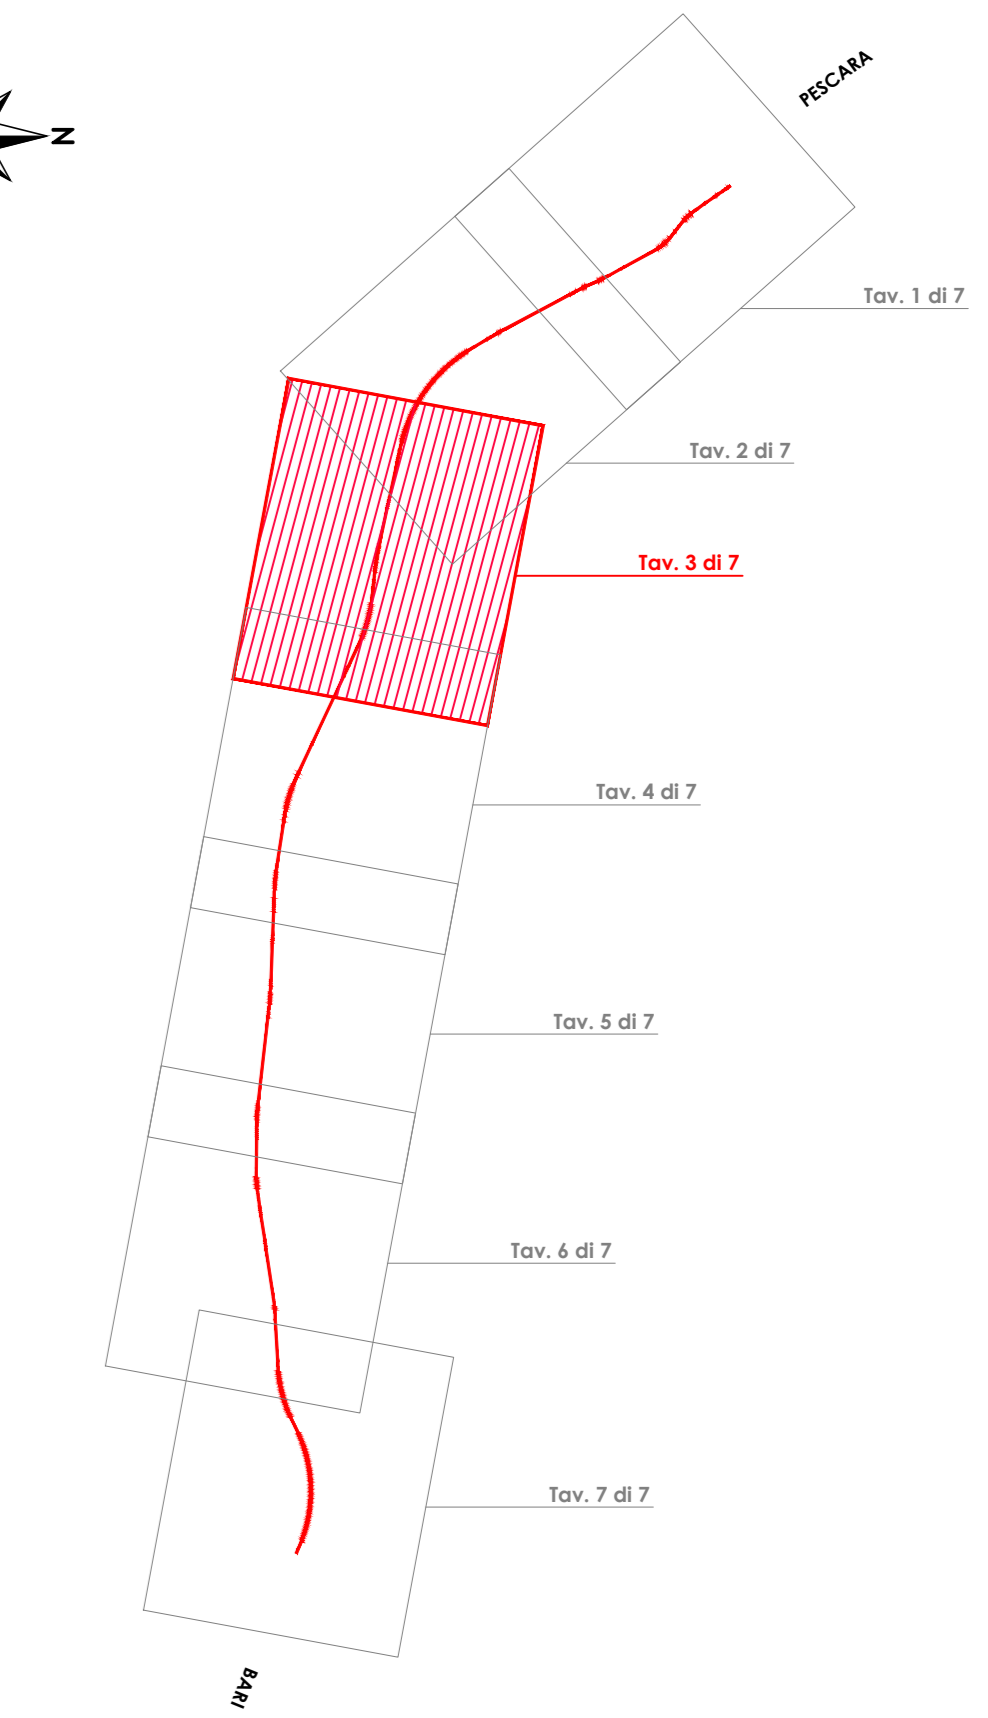 PESCARA
N
Tav. 1 di 7
Tav. 2 di 7
Tav. 3 di 7
Tav. 4 di 7
Tav. 5 di 7
Tav. 6 di 7
Tav. 7 di 7
BARI